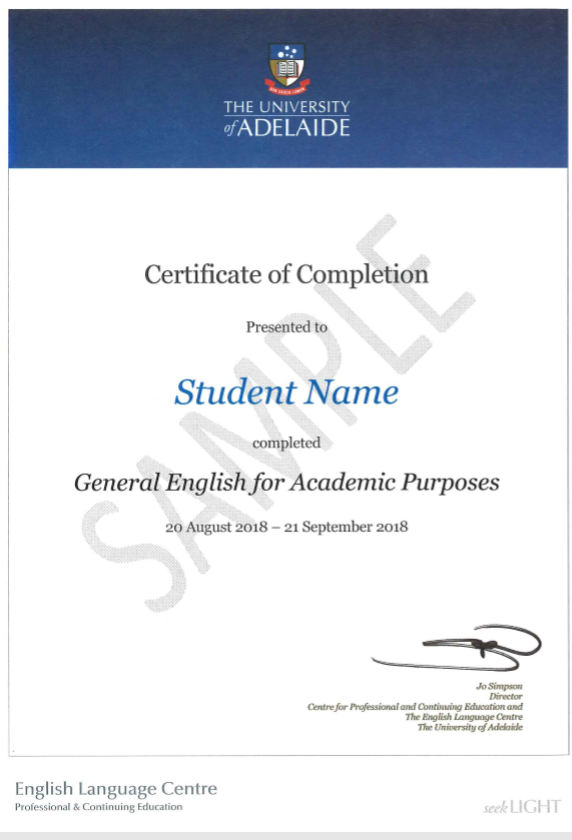 THE UNIVERSITY
of ADELAIDE
SAMPLE
Certificate of Completion
Presented to
Student Name
completed
General English for Academic Purposes
20 August 2018 – 21 September 2018
Jo Simpson
Director
Centre for Professional and Continuing Education and
The English Language Centre
The University of Adelaide
English Language Centre
Professional & Continuing Education
seek LIGHT